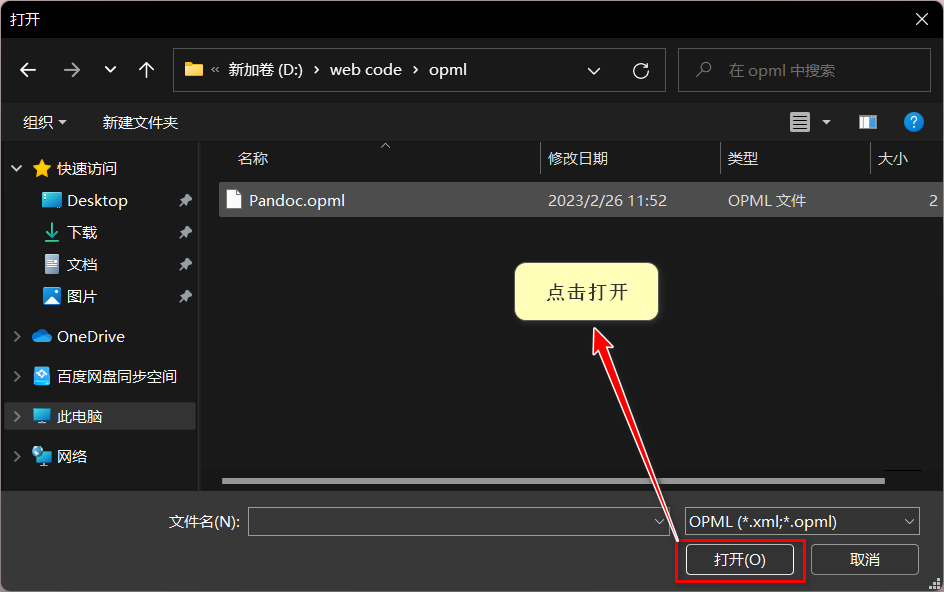 打开
« 新加卷 (D:) › web code › opml
在 opml 中搜索
组织
新建文件夹
?
名称
修改日期
类型
大小
快速访问
Desktop
下载
文档
图片
OneDrive
百度网盘同步空间
此电脑
网络
Pandoc.opml
2023/2/26 11:52
OPML 文件
2
点击打开
文件名(N):
OPML (*.xml;*.opml)
打开(O)
取消